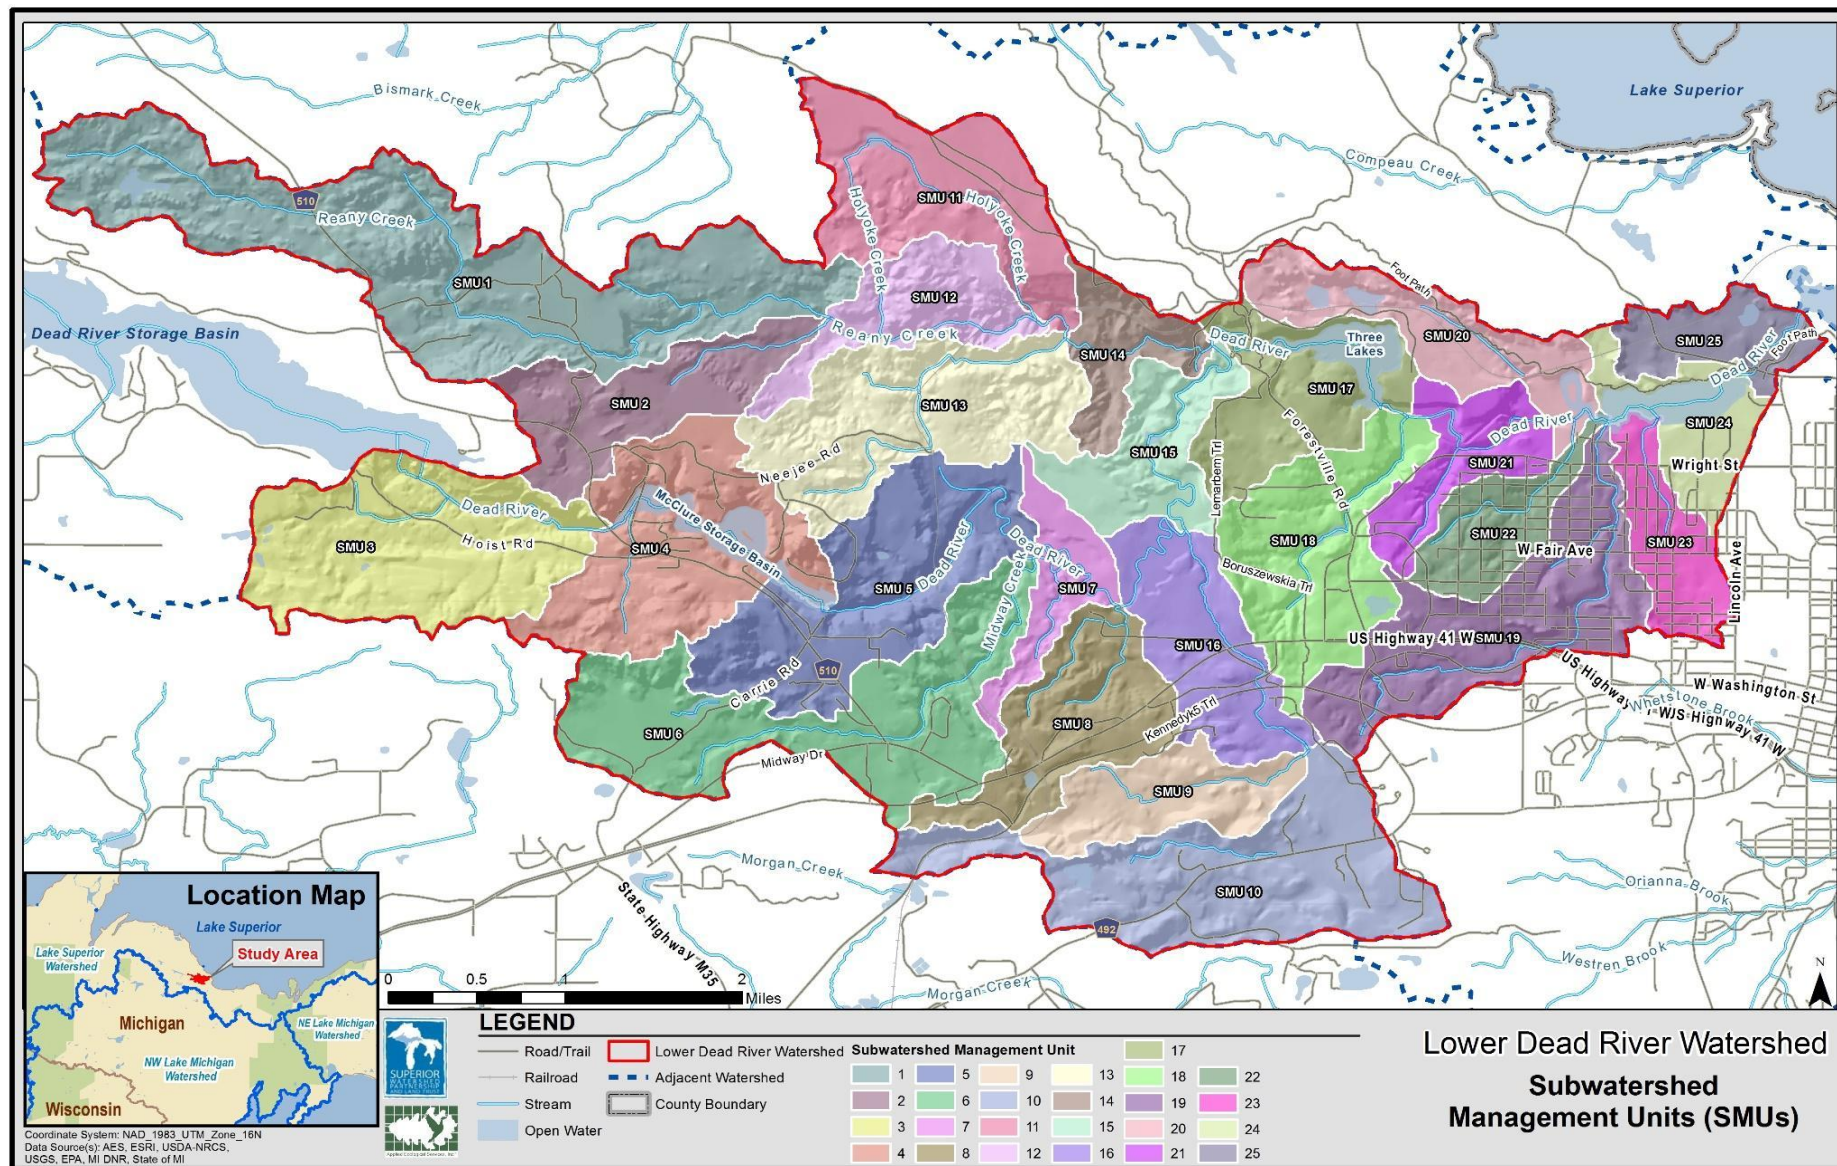 Bismark Creek
Lake Superior
Compeau Creek
510
Reany Creek
SMU 11
Holyoke Creek
Holyoke Creek
SMU 1
SMU 12
Foot Path
Dead River Storage Basin
Reany Creek
Dead River
Three
Lakes
SMU 20
SMU 25
Foot Path
SMU 14
SMU 2
SMU 13
SMU 17
Dead River
Dead River
SMU 24
Forestville Rd
Neejee Rd
SMU 15
Lemarbem Trl
SMU 21
Wright St
Dead River
McClure Storage Basin
Hoist Rd
SMU 3
SMU 4
SMU 18
SMU 22
W Fair Ave
SMU 23
Lincoln Ave
Dead River
Dead River
Midway Creek
SMU 5
SMU 7
Boruszewskia Trl
SMU 16
US Highway 41 W
SMU 19
510
Carrie Rd
US Highway
W Washington St
Whetstone Brook
US Highway 41 W
SMU 6
SMU 8
Kennedyk5 Trl
Midway Dr
SMU 9
Morgan Creek
SMU 10
Orianna Brook
State Highway M35
492
Westren Brook
Morgan Creek
N
0 0.5 1 2
Miles
Location Map
Lake Superior
Lake Superior
Watershed
Study Area
Michigan
NE Lake Michigan
Watershed
NW Lake Michigan
Watershed
Wisconsin
Coordinate System: NAD_1983_UTM_Zone_16N
Data Source(s): AES, ESRI, USDA-NRCS,
USGS, EPA, MI DNR, State of MI
SUPERIOR
WATERSHED
PARTNERSHIP
AND LAND TRUST
Applied Ecological Services, Inc.
LEGEND
Road/Trail
Railroad
Stream
Open Water
Lower Dead River Watershed
Adjacent Watershed
County Boundary
Subwatershed Management Unit
1
2
3
4
5
6
7
8
9
10
11
12
13
14
15
16
17
18
19
20
21
22
23
24
25
Lower Dead River Watershed
Subwatershed
Management Units (SMUs)